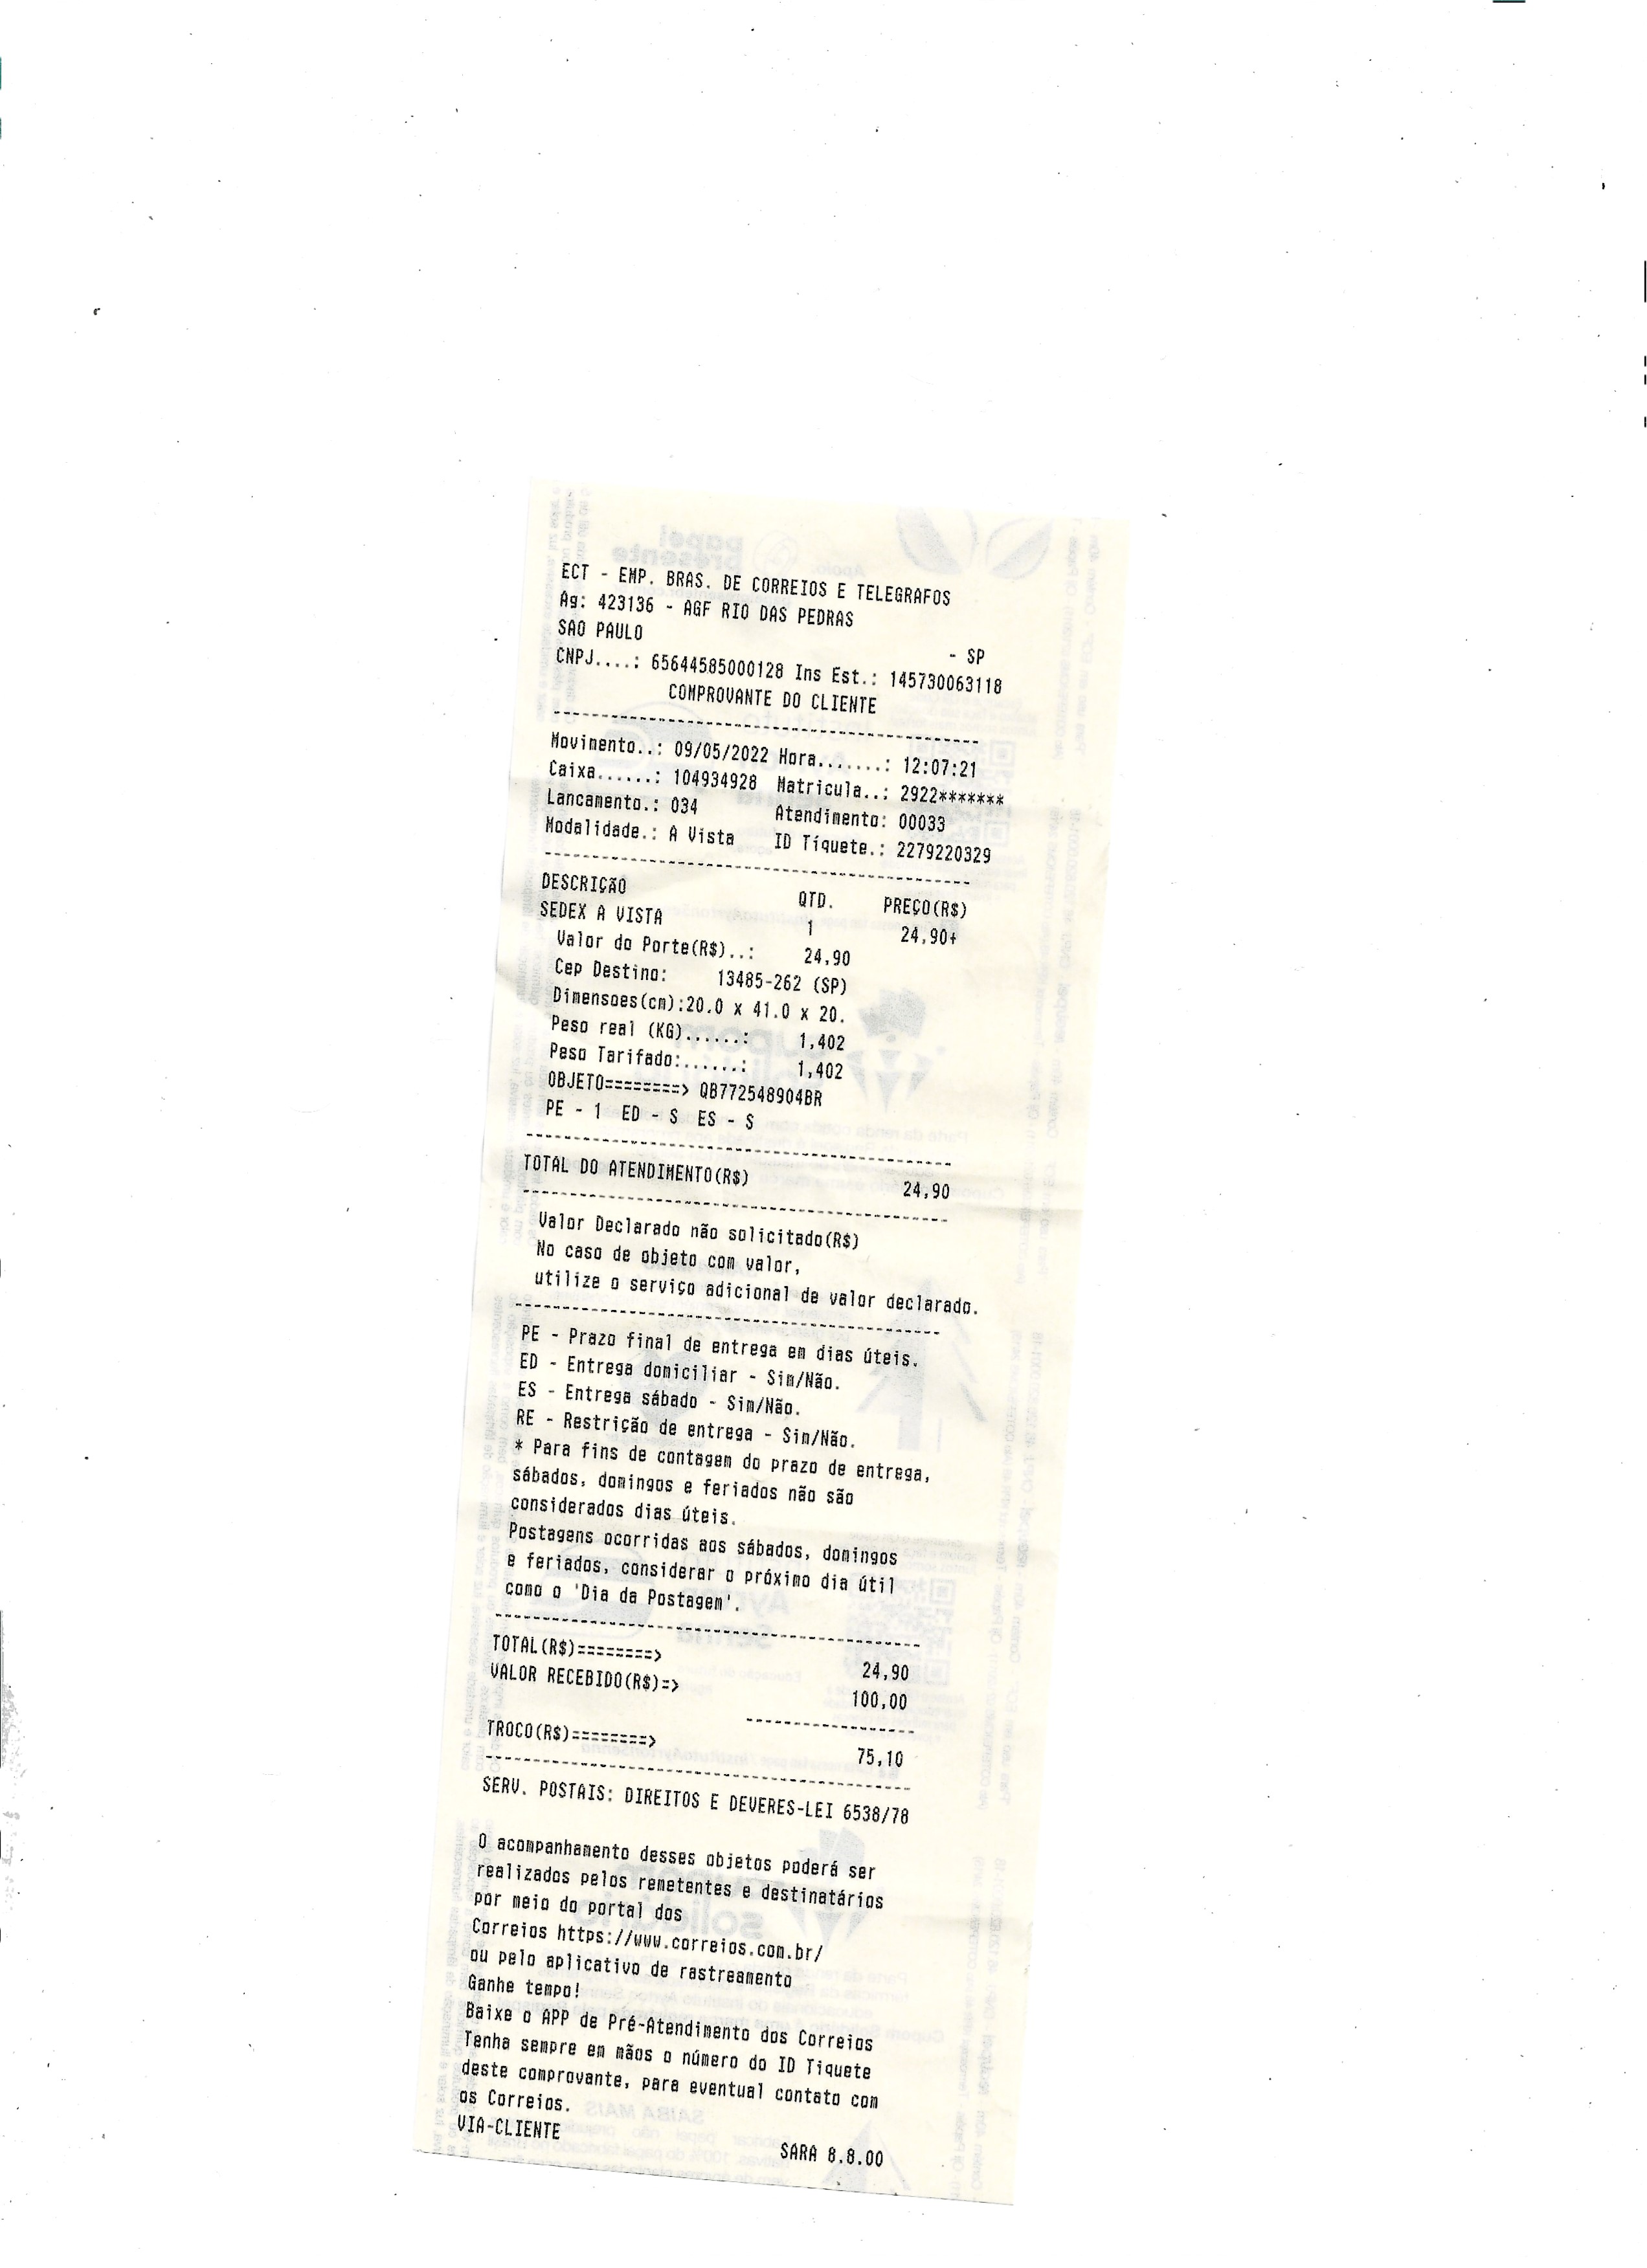 ECT - EMP. BRAS. DE CORREIOS E TELEGRAFOS
Ag: 423136 - AGF RIO DAS PEDRAS
SAO PAULO - SP
CNPJ....: 65644585000128 Ins Est.: 145730063118
COMPROVANTE DO CLIENTE
Movimento..: 09/05/2022 Hora.......: 12:07:21
Caixa......: 104934928 Matricula..: 2922*******
Lancamento.: 034 Atendimento: 00033
Modalidade.: A Vista ID Tiquete.: 2279220329
DESCRIÇÃO QTD. PREÇO(R$)
SEDEX A VISTA 1 24,90+
Valor do Porte(R$)..: 24,90
Cep Destino: 13485-262 (SP)
Dimensoes(cm):20.0 x 41.0 x 20.
Peso real (KG)......: 1,402
Peso Tarifado:......: 1,402
OBJETO========> QB772548904BR
PE - 1 ED - S ES - S
TOTAL DO ATENDIMENTO(R$) 24,90
Valor Declarado não solicitado(R$)
No caso de objeto com valor,
utilize o serviço adicional de valor declarado.
PE - Prazo final de entrega em dias úteis.
ED - Entrega domiciliar - Sim/Não.
ES - Entrega sábado - Sim/Não.
RE - Restrição de entrega - Sim/Não.
* Para fins de contagem do prazo de entrega,
sábados, domingos e feriados não são
considerados dias úteis.
Postagens ocorridas aos sábados, domingos
e feriados, considerar o próximo dia útil
como o 'Dia da Postagem'.
TOTAL(R$)========> 24,90
VALOR RECEBIDO(R$)=> 100,00
TROCO(R$)========> 75,10
SERV. POSTAIS: DIREITOS E DEVERES-LEI 6538/78
O acompanhamento desses objetos poderá ser
realizados pelos remetentes e destinatários
por meio do portal dos
Correios https://www.correios.com.br/
ou pelo aplicativo de rastreamento
Ganhe tempo!
Baixe o APP de Pré-Atendimento dos Correios
Tenha sempre em mãos o número do ID Tiquete
deste comprovante, para eventual contato com
os Correios.
VIA-CLIENTE SARA 8.8.00